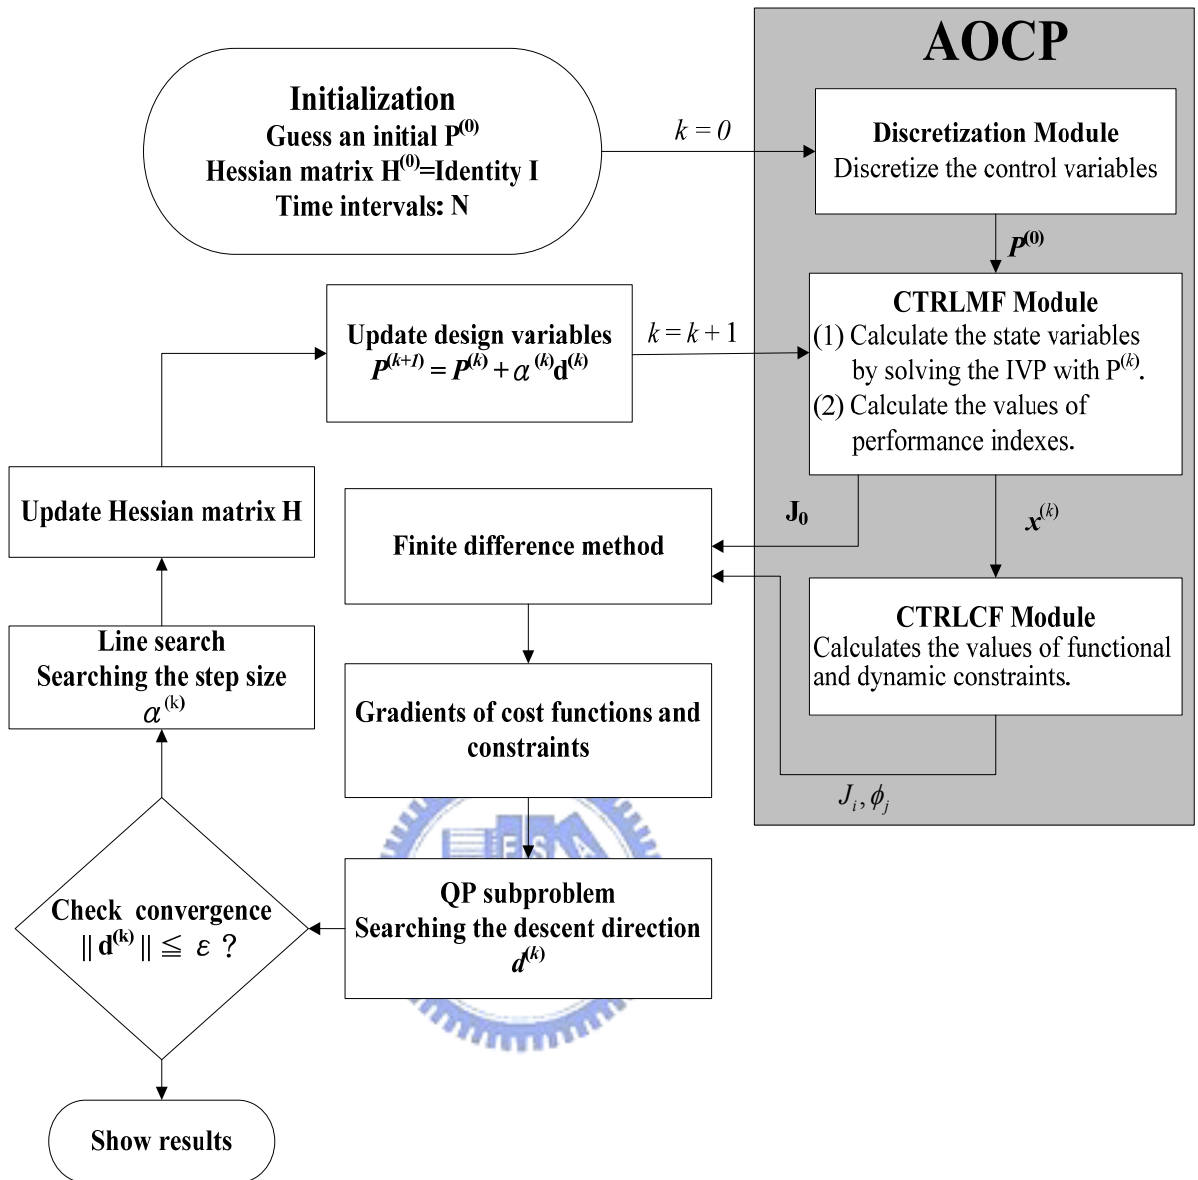 AOCP
Initialization
Guess an initial P⁽⁰⁾
Hessian matrix H⁽⁰⁾=Identity I
Time intervals: N
k = 0
Discretization Module
Discretize the control variables
P⁽⁰⁾
CTRLMF Module
(1) Calculate the state variables
by solving the IVP with P⁽ᵏ⁾.
(2) Calculate the values of
performance indexes.
Update design variables
P⁽ᵏ⁺¹⁾ = P⁽ᵏ⁾ + α⁽ᵏ⁾d⁽ᵏ⁾
k = k + 1
Update Hessian matrix H
J₀
x⁽ᵏ⁾
Finite difference method
CTRLCF Module
Calculates the values of functional
and dynamic constraints.
Line search
Searching the step size
α⁽ᵏ⁾
Gradients of cost functions and
constraints
Jᵢ, ϕⱼ
ESA
QP subproblem
Searching the descent direction
d⁽ᵏ⁾
Check convergence
|| d⁽ᵏ⁾ || ≦ ε ?
Show results